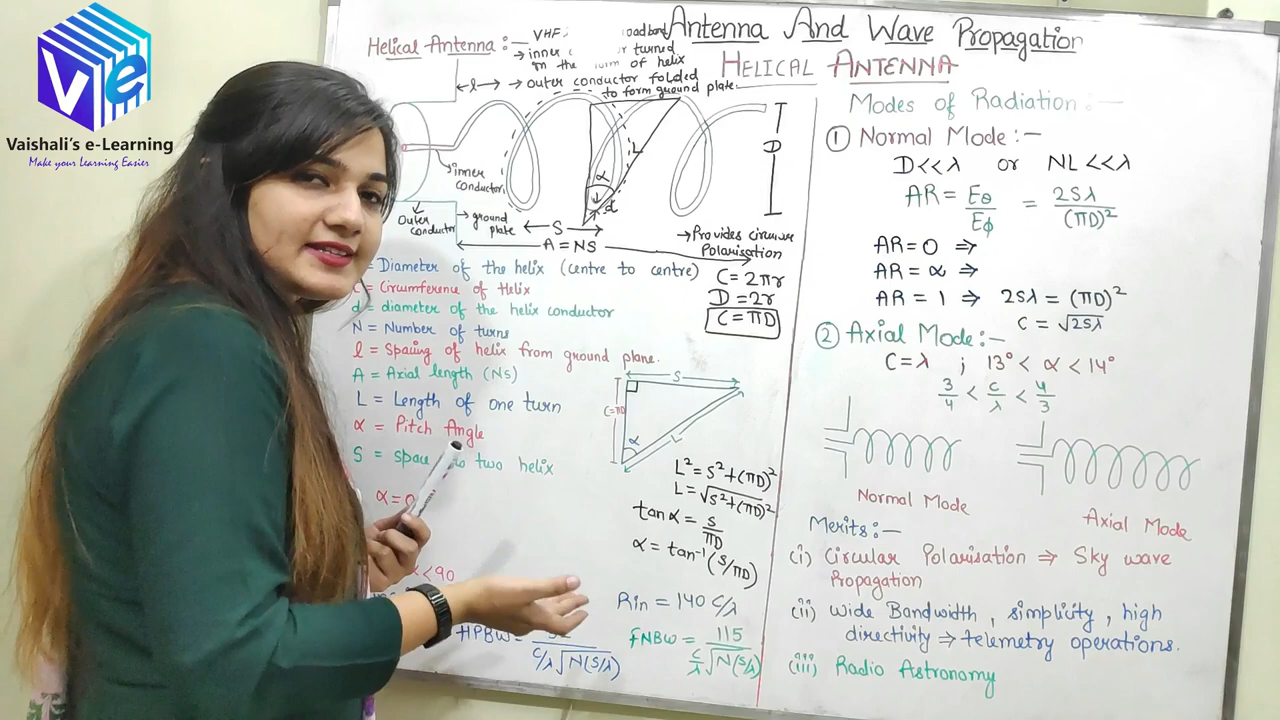 Ve
Vaishali's e-Learning
Make your Learning Easier
Antenna And Wave Propagation
HELICAL ANTENNA
Helical Antenna :- VHF
→ inner turned
of helix
← l → → outer conductor folded
to form ground plate.
inner
conductor
L
α
d
D
outer
conductor
→ ground
plate
← S →
A = NS
→ Provides circular
Polarisation
= Diameter of the helix (centre to centre)
= Circumference of Helix
d = diameter of the helix conductor
N = Number of turns
l = Spacing of helix from ground plane.
A = Axial length (NS)
L = Length of one turn
α = Pitch Angle
S = two helix
α = 0
<90
C = 2πr
D = 2r
C = πD
S
C=πD
α
L
L² = S² + (πD)²
L = √S² + (πD)²
tan α = S/πD
α = tan⁻¹ (S/πD)
Rin = 140 C/λ
HPBW = C/λ √N(S/λ)
FNBW = 115 / C/λ √N(S/λ)
Modes of Radiation :-
① Normal Mode :-
D<<λ or NL<<λ
AR = Eθ/Eϕ = 2Sλ/(πD)²
AR = 0 ⇒
AR = α ⇒
AR = 1 ⇒ 2Sλ = (πD)²
C = √2Sλ
② Axial Mode :-
C = λ ; 13° < α < 14°
3/4 < C/λ < 4/3
Normal Mode
Axial Mode
Merits :-
(i) Circular Polarisation ⇒ Sky wave
Propagation
(ii) Wide Bandwidth, simplicity, high
directivity ⇒ telemetry operations.
(iii) Radio Astronomy